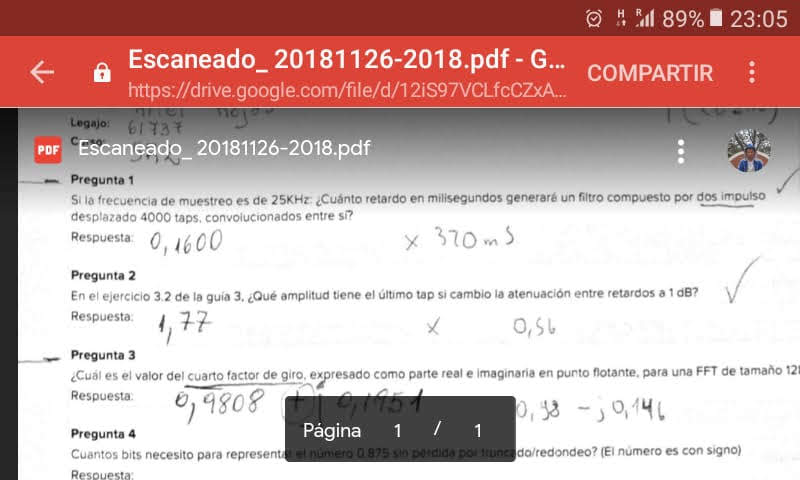 H R 89% 23:05
Escaneado_ 20181126-2018.pdf - G...
https://drive.google.com/file/d/12iS97VCLfcCZxA...
COMPARTIR
Legajo: 61737
PDF Escaneado_ 20181126-2018.pdf
Pregunta 1
Si la frecuencia de muestreo es de 25KHz: ¿Cuánto retardo en milisegundos generaré un filtro compuesto por dos impulso
desplazado 4000 taps, convolucionados entre sí?
Respuesta: 0,1600 x 320 mS
Pregunta 2
En el ejercicio 3.2 de la guía 3, ¿Qué amplitud tiene el último tap si cambio la atenuación entre retardos a 1 dB?
Respuesta: 1,77 x 0,56
Pregunta 3
¿Cuál es el valor del cuarto factor de giro, expresado como parte real e imaginaria en punto flotante, para una FFT de tamaño 12
Respuesta: 0,9808 + j 0,1951 0,98 - j 0,146
Página 1 / 1
Pregunta 4
Cuantos bits necesito para representar el número 0.875 sin pérdida por truncado/redondeo? (El número es con signo)
Respuesta: